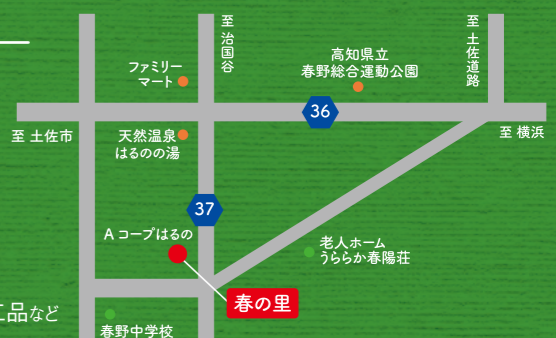 至 治国谷
至 土佐道路
高知県立
春野総合運動公園
ファミリー
マート
36
至 土佐市
天然温泉
はるのの湯
至 横浜
37
Aコープはるの
老人ホーム
うららか春陽荘
春の里
工品など
春野中学校